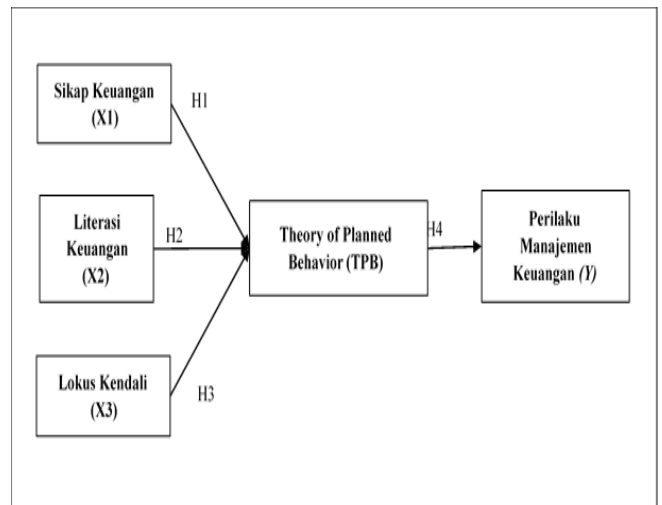 Sikap Keuangan
(X1)
H1
Literasi
Keuangan
(X2)
H2
Lokus Kendali
(X3)
H3
Theory of Planned
Behavior (TPB)
H4
Perilaku
Manajemen
Keuangan (Y)